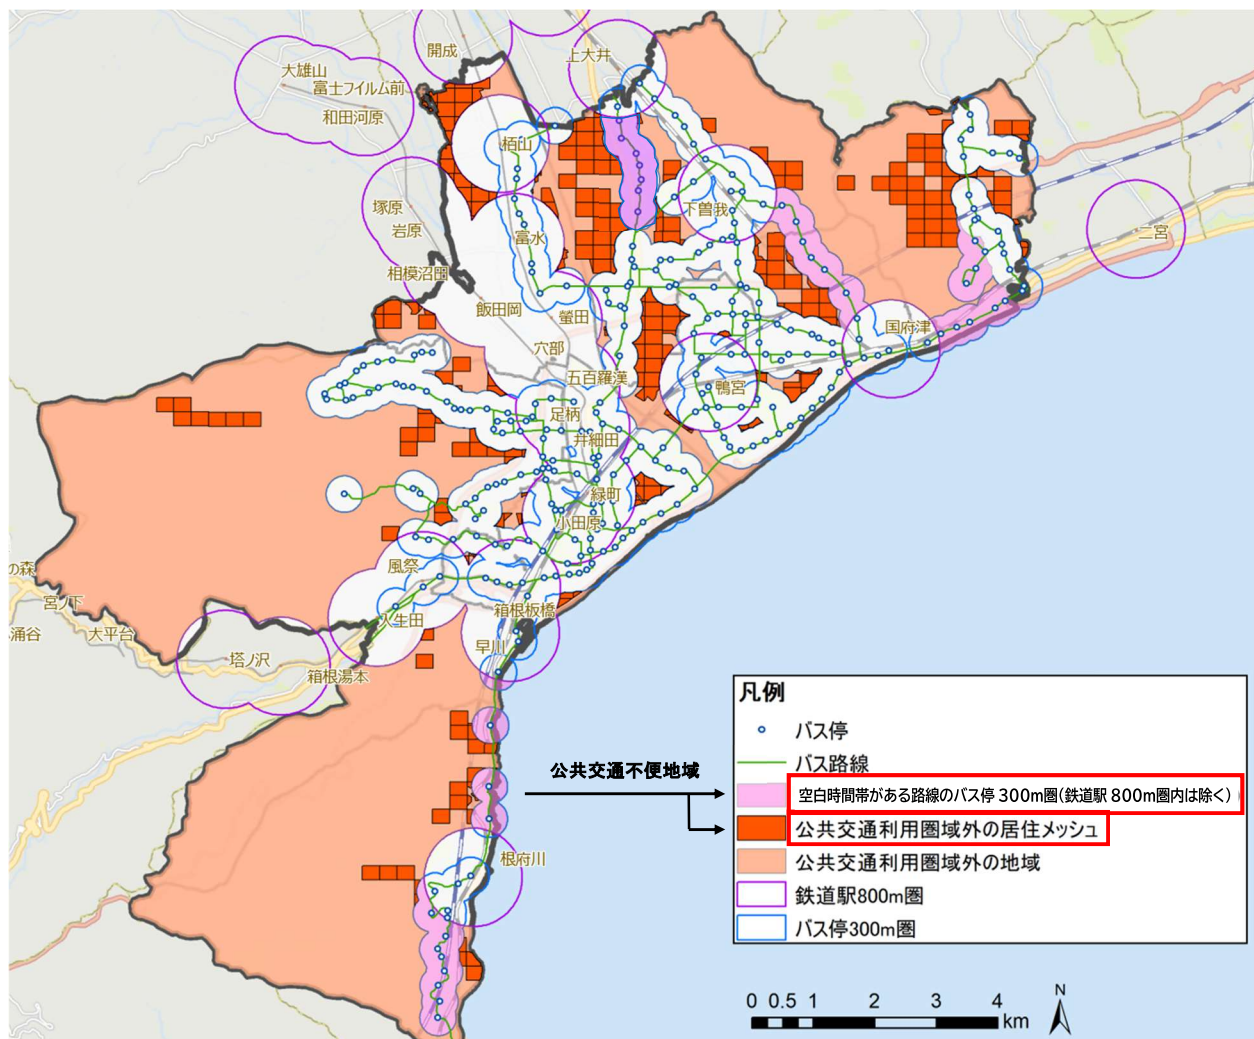 開成
上大井
大雄山
富士フイルム前
和田河原
栢山
塚原
下曽我
岩原
富水
二宮
相模沼田
飯田岡
螢田
国府津
穴部
五百羅漢
鴨宮
足柄
井細田
緑町
小田原
風祭
の森
宮ノ下
箱根板橋
入生田
涌谷
大平台
早川
塔ノ沢
箱根湯本
根府川
公共交通不便地域
凡例
バス停
バス路線
空白時間帯がある路線のバス停 300m圏(鉄道駅 800m圏内は除く)
公共交通利用圏域外の居住メッシュ
公共交通利用圏域外の地域
鉄道駅800m圏
バス停300m圏
0 0.5 1 2 3 4
km
N